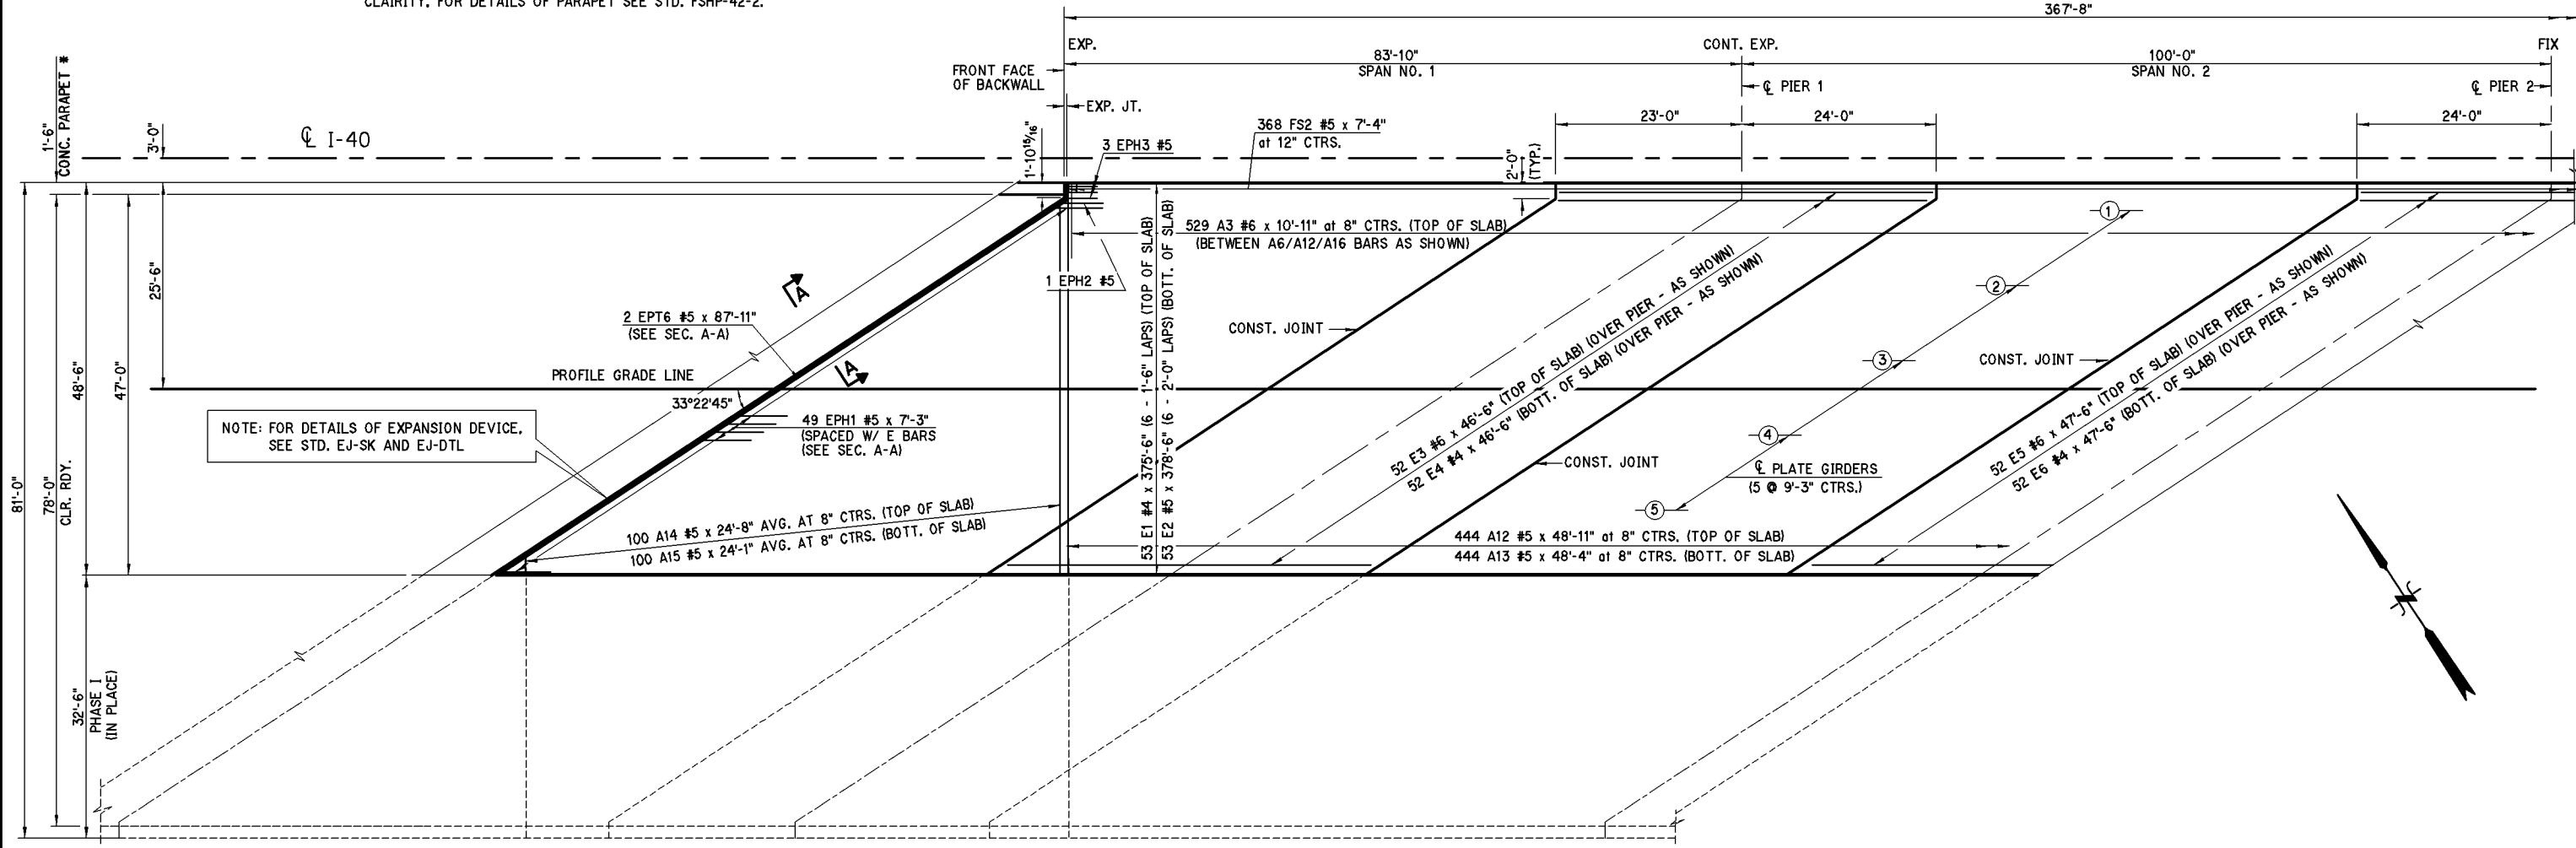 CLAIRITY. FOR DETAILS OF PARAPET SEE STD. FSHP-42-2.
367'-8"
EXP.
CONT. EXP.
FIX
83'-10"
SPAN NO. 1
100'-0"
SPAN NO. 2
FRONT FACE
OF BACKWALL
℄ PIER 1
℄ PIER 2
EXP. JT.
1'-6"
CONC. PARAPET *
3'-0"
℄ I-40
1'-10 15/16"
3 EPH3 #5
368 FS2 #5 x 7'-4"
at 12" CTRS.
2'-0"
(TYP.)
23'-0"
24'-0"
24'-0"
529 A3 #6 x 10'-11" at 8" CTRS. (TOP OF SLAB)
(BETWEEN A6/A12/A16 BARS AS SHOWN)
1 EPH2 #5
A
A
2 EPT6 #5 x 87'-11"
(SEE SEC. A-A)
CONST. JOINT
25'-6"
48'-6"
47'-0"
PROFILE GRADE LINE
33°22'45"
49 EPH1 #5 x 7'-3"
(SPACED W/ E BARS
(SEE SEC. A-A)
NOTE: FOR DETAILS OF EXPANSION DEVICE,
SEE STD. EJ-SK AND EJ-DTL
81'-0"
78'-0"
CLR. RDY.
53 E1 #4 x 375'-6" (6 - 1'-6" LAPS) (TOP OF SLAB)
53 E2 #5 x 378'-6" (6 - 2'-0" LAPS) (BOTT. OF SLAB)
52 E3 #6 x 46'-6" (TOP OF SLAB) (OVER PIER - AS SHOWN)
52 E4 #4 x 46'-6" (BOTT. OF SLAB) (OVER PIER - AS SHOWN)
1
2
3
4
5
CONST. JOINT
52 E5 #6 x 47'-6" (TOP OF SLAB) (OVER PIER - AS SHOWN)
52 E6 #4 x 47'-6" (BOTT. OF SLAB) (OVER PIER - AS SHOWN)
CONST. JOINT
℄ PLATE GIRDERS
(5 @ 9'-3" CTRS.)
100 A14 #5 x 24'-8" AVG. AT 8" CTRS. (TOP OF SLAB)
100 A15 #5 x 24'-1" AVG. AT 8" CTRS. (BOTT. OF SLAB)
444 A12 #5 x 48'-11" at 8" CTRS. (TOP OF SLAB)
444 A13 #5 x 48'-4" at 8" CTRS. (BOTT. OF SLAB)
32'-6"
PHASE I
(IN PLACE)